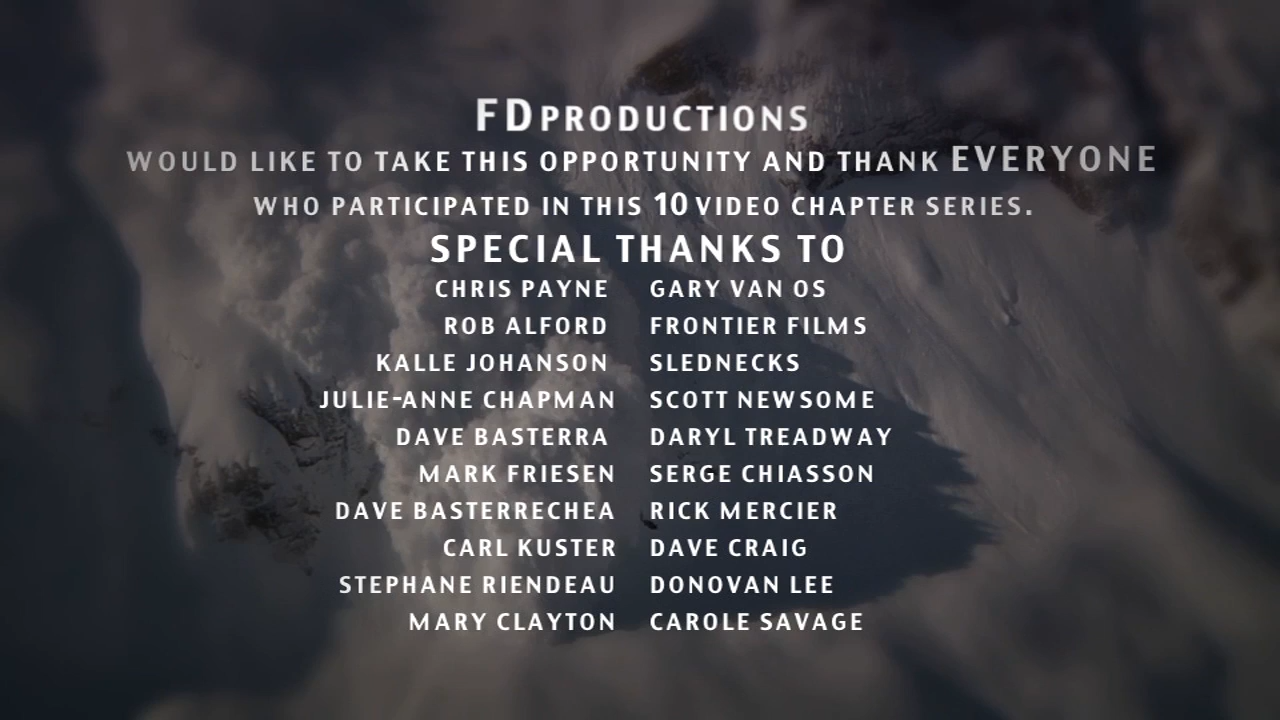 FDPRODUCTIONS
WOULD LIKE TO TAKE THIS OPPORTUNITY AND THANK EVERYONE
WHO PARTICIPATED IN THIS 10 VIDEO CHAPTER SERIES.
SPECIAL THANKS TO
CHRIS PAYNE GARY VAN OS
ROB ALFORD FRONTIER FILMS
KALLE JOHANSON SLEDNECKS
JULIE-ANNE CHAPMAN SCOTT NEWSOME
DAVE BASTERRA DARYL TREADWAY
MARK FRIESEN SERGE CHIASSON
DAVE BASTERRECHEA RICK MERCIER
CARL KUSTER DAVE CRAIG
STEPHANE RIENDEAU DONOVAN LEE
MARY CLAYTON CAROLE SAVAGE